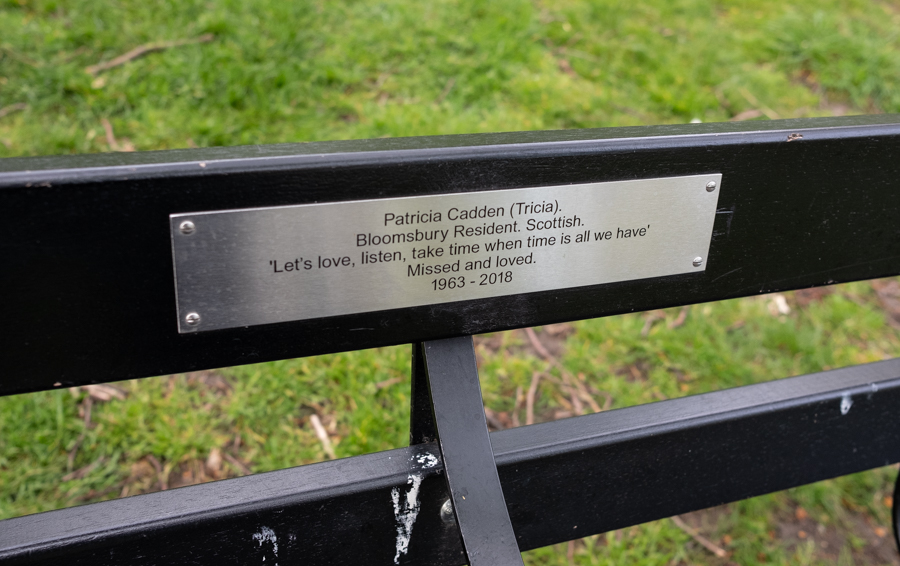 Patricia Cadden (Tricia).
Bloomsbury Resident. Scottish.
'Let's love, listen, take time when time is all we have'
Missed and loved.
1963 - 2018